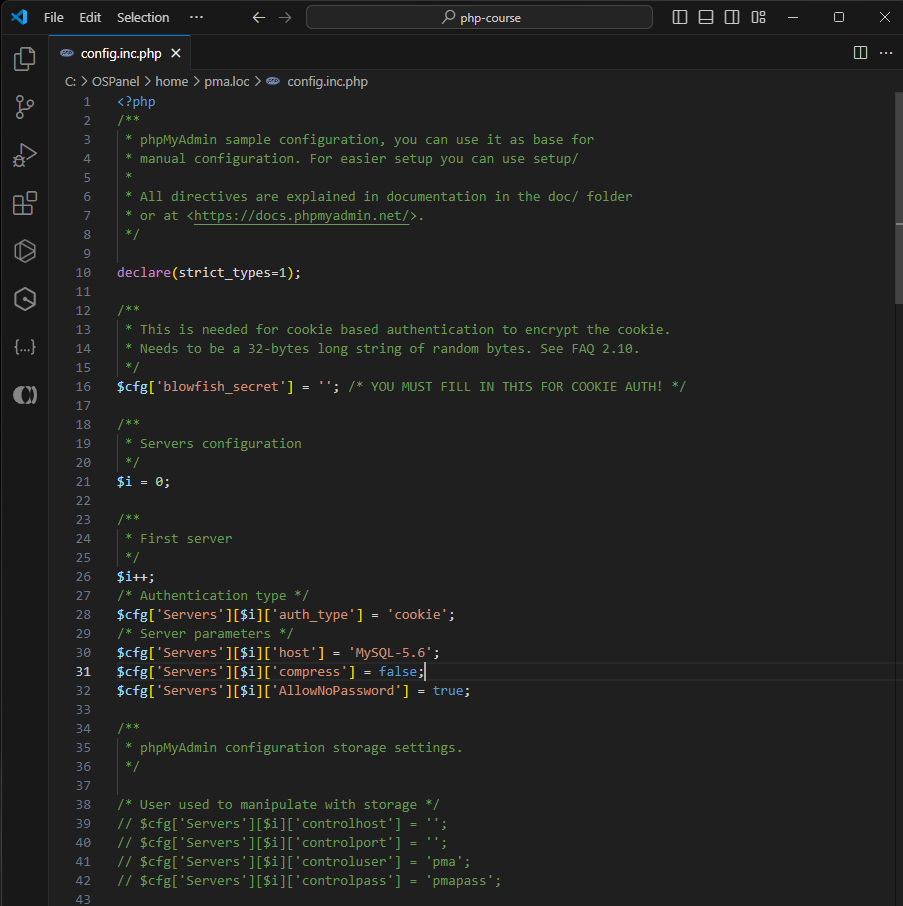 File Edit Selection ··· php-course
config.inc.php
C: > OSPanel > home > pma.loc > config.inc.php
1 <?php
2 /**
3  * phpMyAdmin sample configuration, you can use it as base for
4  * manual configuration. For easier setup you can use setup/
5  *
6  * All directives are explained in documentation in the doc/ folder
7  * or at <https://docs.phpmyadmin.net/>.
8  */
9
10 declare(strict_types=1);
11
12 /**
13  * This is needed for cookie based authentication to encrypt the cookie.
14  * Needs to be a 32-bytes long string of random bytes. See FAQ 2.10.
15  */
16 $cfg['blowfish_secret'] = ''; /* YOU MUST FILL IN THIS FOR COOKIE AUTH! */
17
18 /**
19  * Servers configuration
20  */
21 $i = 0;
22
23 /**
24  * First server
25  */
26 $i++;
27 /* Authentication type */
28 $cfg['Servers'][$i]['auth_type'] = 'cookie';
29 /* Server parameters */
30 $cfg['Servers'][$i]['host'] = 'MySQL-5.6';
31 $cfg['Servers'][$i]['compress'] = false;
32 $cfg['Servers'][$i]['AllowNoPassword'] = true;
33
34 /**
35  * phpMyAdmin configuration storage settings.
36  */
37
38 /* User used to manipulate with storage */
39 // $cfg['Servers'][$i]['controlhost'] = '';
40 // $cfg['Servers'][$i]['controlport'] = '';
41 // $cfg['Servers'][$i]['controluser'] = 'pma';
42 // $cfg['Servers'][$i]['controlpass'] = 'pmapass';
43